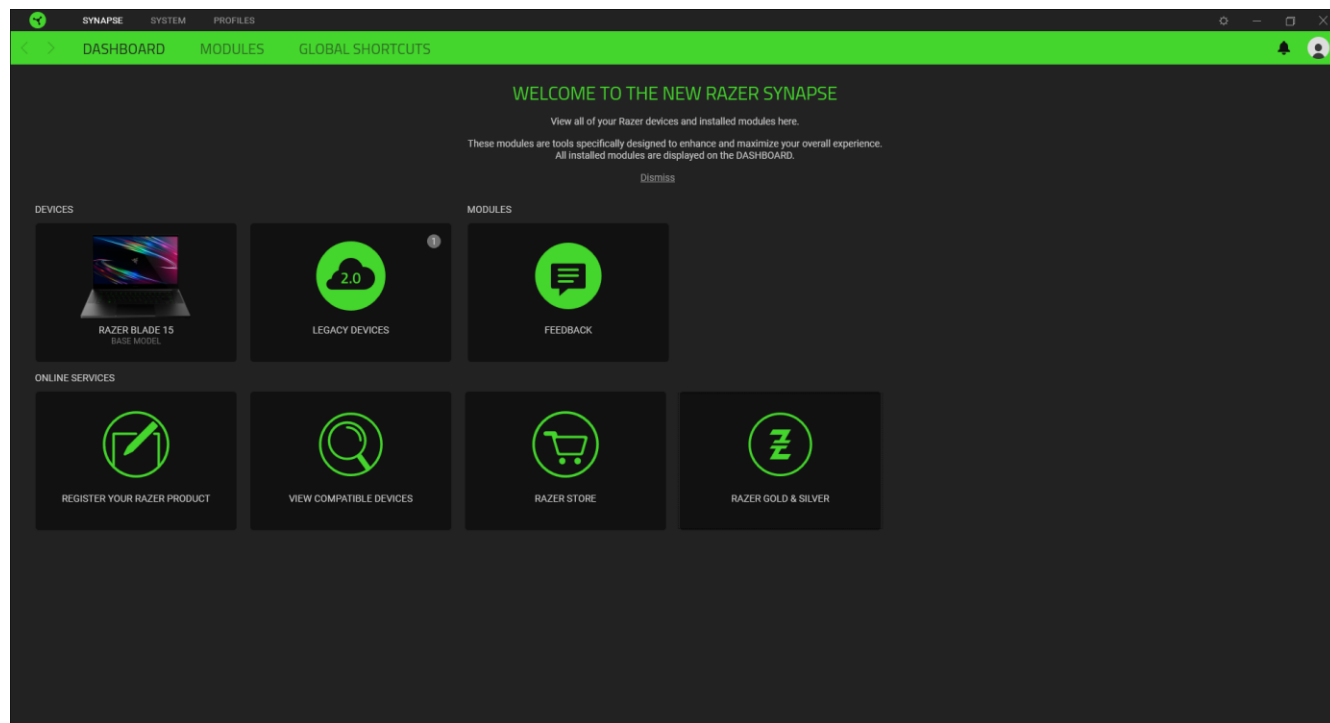 SYNAPSE SYSTEM PROFILES
DASHBOARD MODULES GLOBAL SHORTCUTS
WELCOME TO THE NEW RAZER SYNAPSE
View all of your Razer devices and installed modules here.
These modules are tools specifically designed to enhance and maximize your overall experience.
All installed modules are displayed on the DASHBOARD.
Dismiss
DEVICES
MODULES
1
2.0
RAZER BLADE 15
BASE MODEL
LEGACY DEVICES
FEEDBACK
ONLINE SERVICES
REGISTER YOUR RAZER PRODUCT
VIEW COMPATIBLE DEVICES
RAZER STORE
RAZER GOLD & SILVER